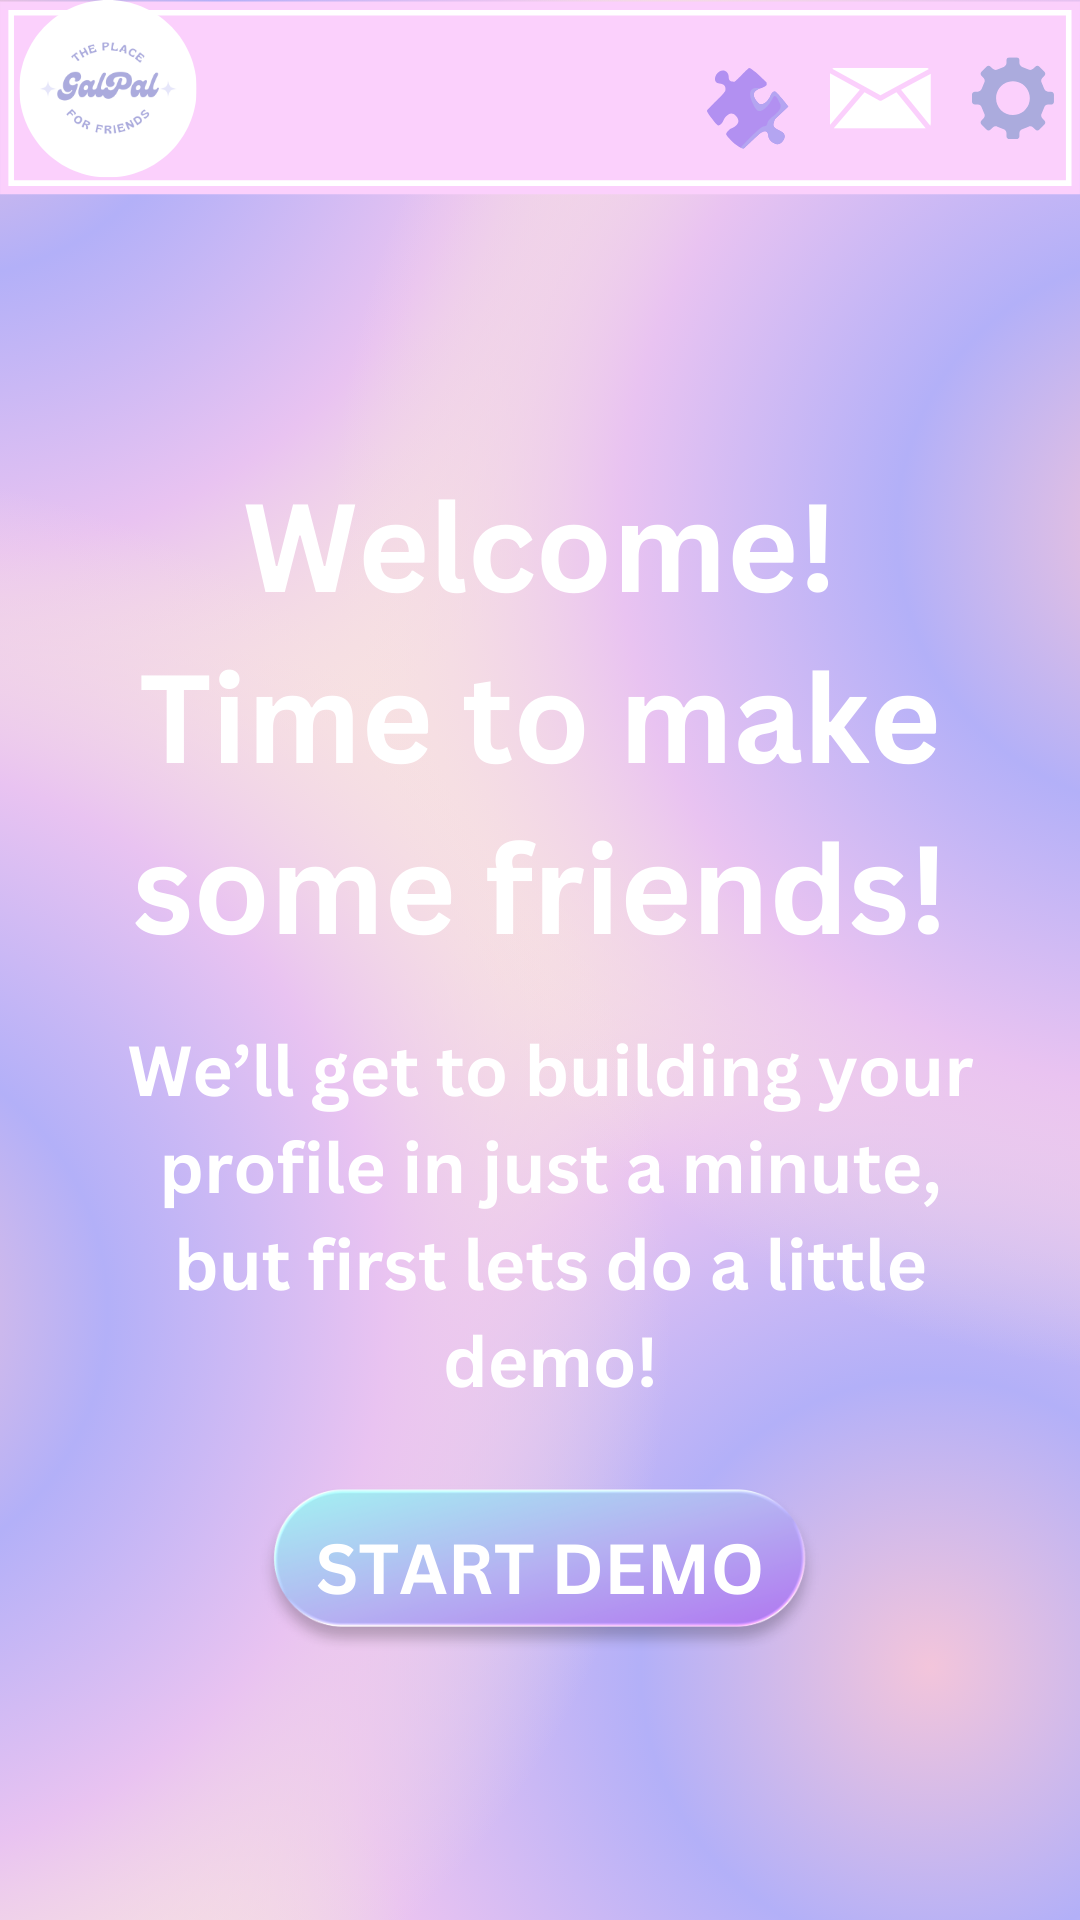 THE PLACE
GalPal
FOR FRIENDS
Welcome!
Time to make
some friends!
We’ll get to building your
profile in just a minute,
but first lets do a little
demo!
START DEMO